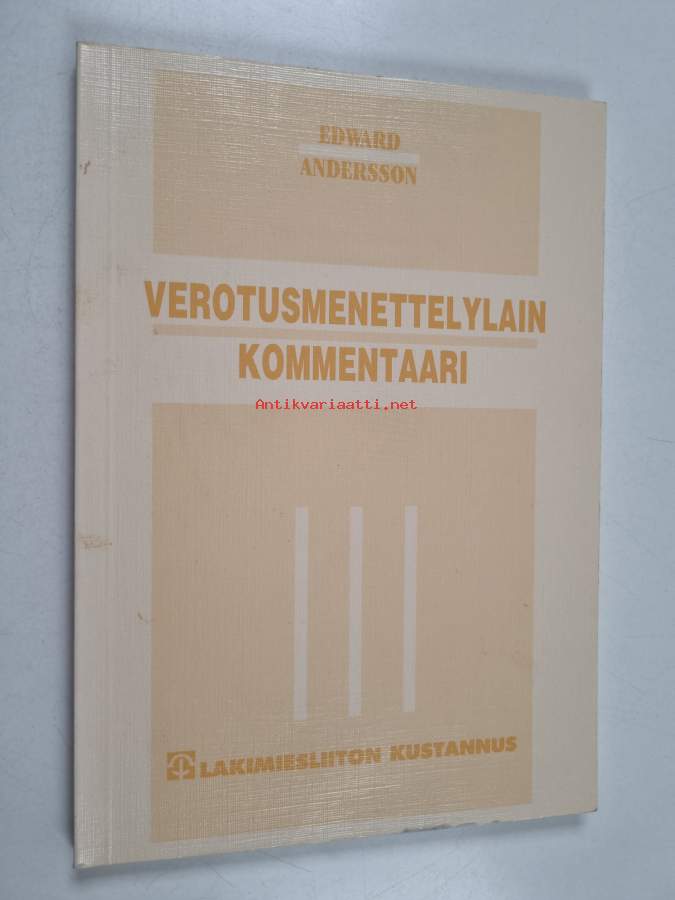 EDWARD
ANDERSSON
VEROTUSMENETTELYLAIN
KOMMENTAARI
Antikvariaatti.net
LAKIMIESLIITON KUSTANNUS